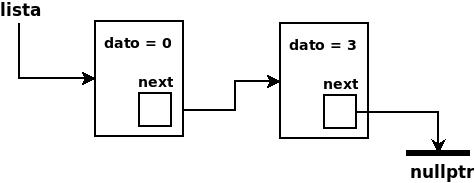 lista
dato = 0
next
dato = 3
next
nullptr